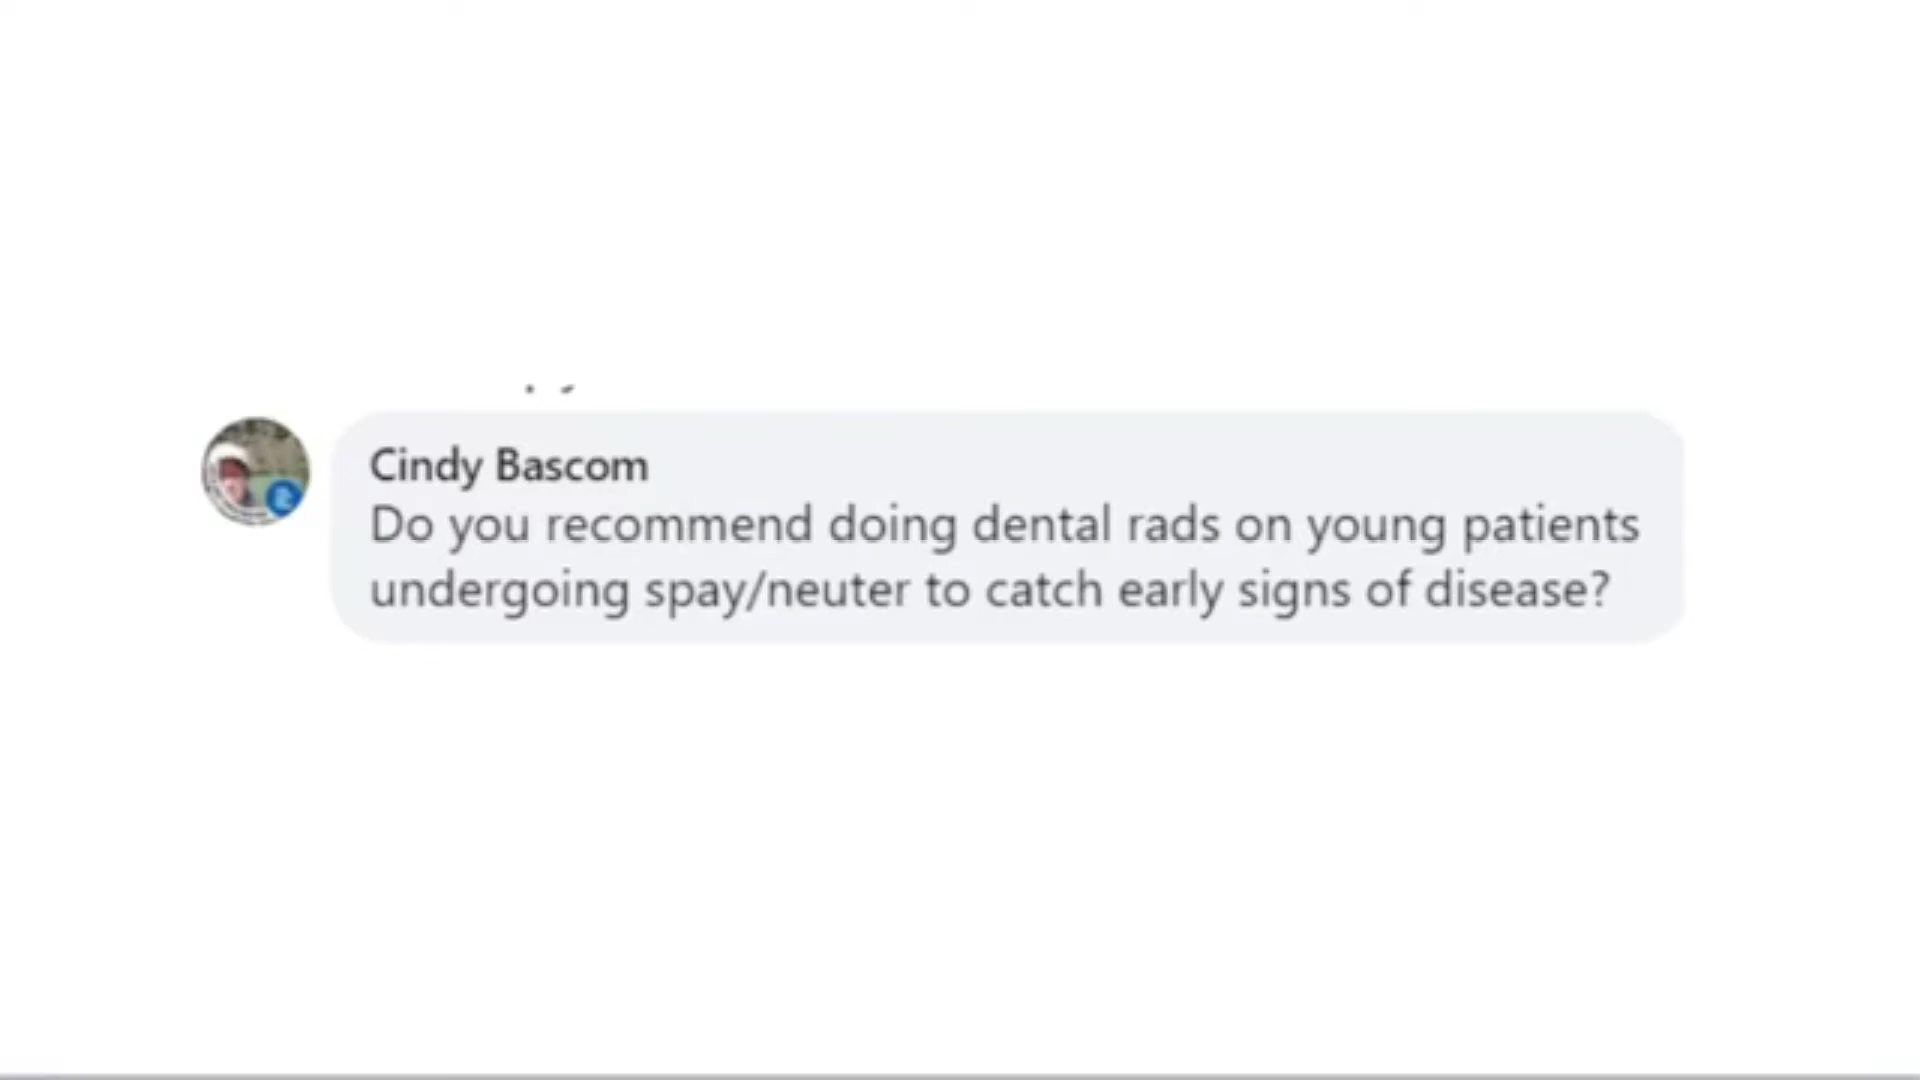 Cindy Bascom
Do you recommend doing dental rads on young patients
undergoing spay/neuter to catch early signs of disease?